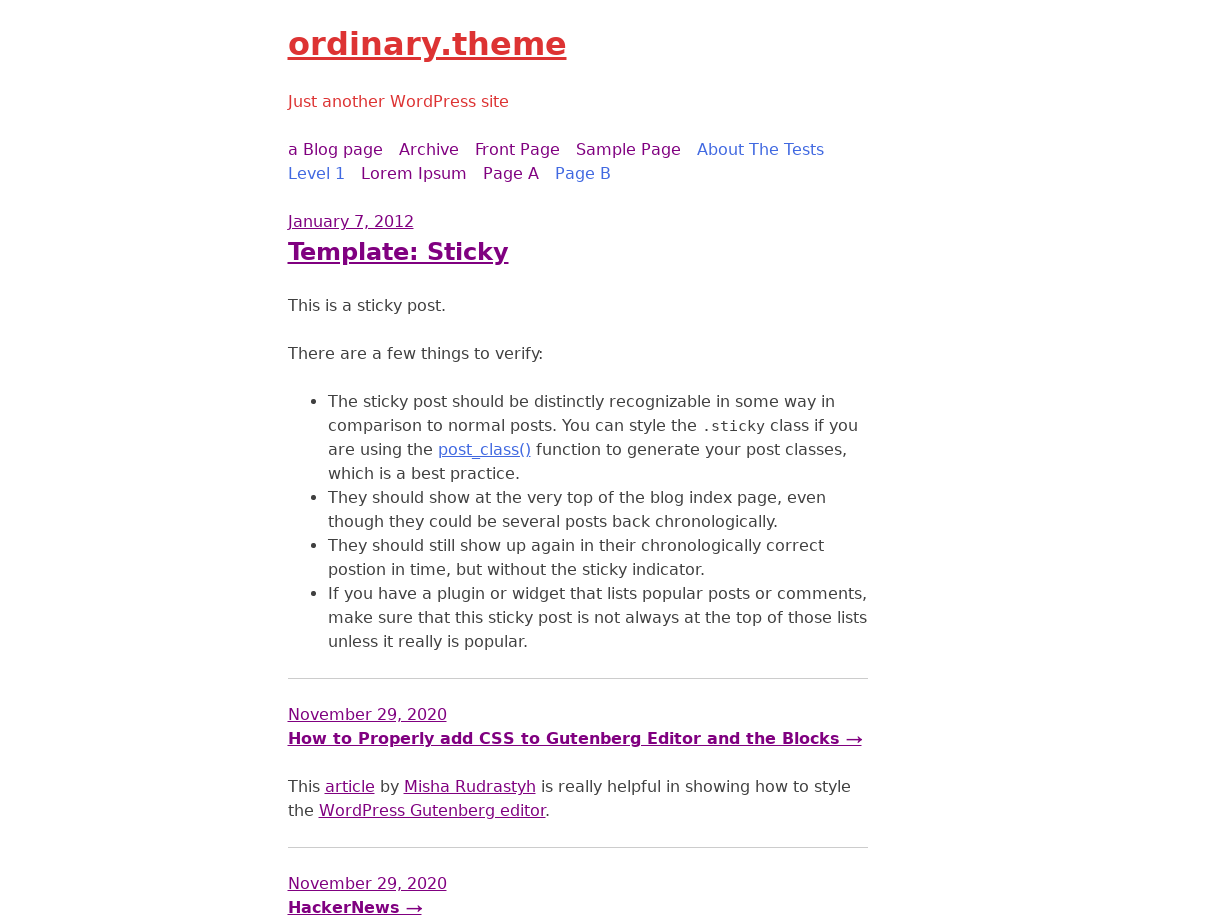 ordinary.theme
Just another WordPress site
a Blog page Archive Front Page Sample Page About The Tests
Level 1 Lorem Ipsum Page A Page B
January 7, 2012
Template: Sticky
This is a sticky post.
There are a few things to verify:
• The sticky post should be distinctly recognizable in some way in
comparison to normal posts. You can style the .sticky class if you
are using the post_class() function to generate your post classes,
which is a best practice.
• They should show at the very top of the blog index page, even
though they could be several posts back chronologically.
• They should still show up again in their chronologically correct
postion in time, but without the sticky indicator.
• If you have a plugin or widget that lists popular posts or comments,
make sure that this sticky post is not always at the top of those lists
unless it really is popular.
November 29, 2020
How to Properly add CSS to Gutenberg Editor and the Blocks →
This article by Misha Rudrastyh is really helpful in showing how to style
the WordPress Gutenberg editor.
November 29, 2020
HackerNews →